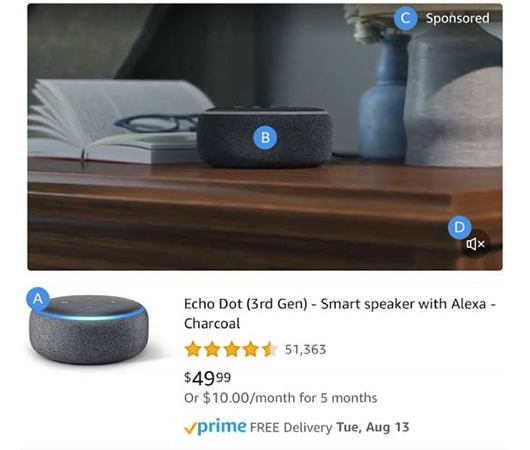 C Sponsored
B
D
A
Echo Dot (3rd Gen) - Smart speaker with Alexa -
Charcoal
51,363
$4999
Or $10.00/month for 5 months
prime FREE Delivery Tue, Aug 13